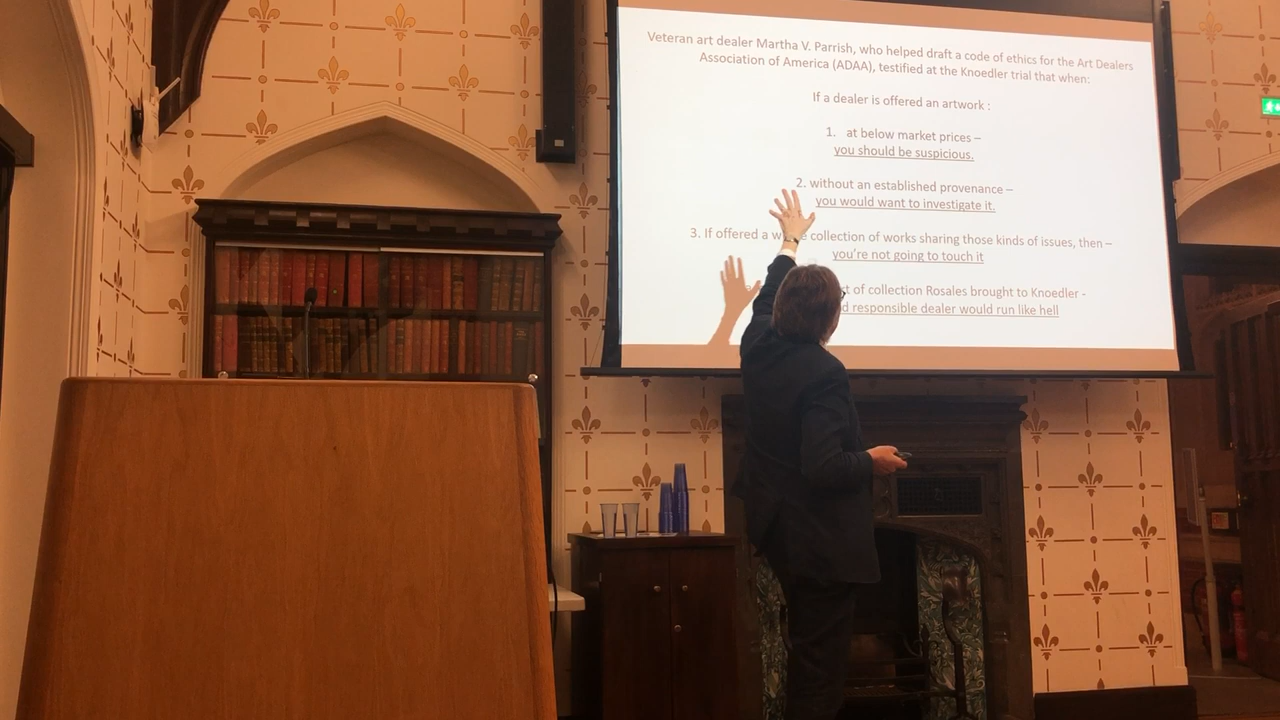 Veteran art dealer Martha V. Parrish, who helped draft a code of ethics for the Art Dealers
Association of America (ADAA), testified at the Knoedler trial that when:
If a dealer is offered an artwork :
1. at below market prices –
you should be suspicious.
2. without an established provenance –
you would want to investigate it.
3. If offered a collection of works sharing those kinds of issues, then –
you're not going to touch it
of collection Rosales brought to Knoedler -
responsible dealer would run like hell